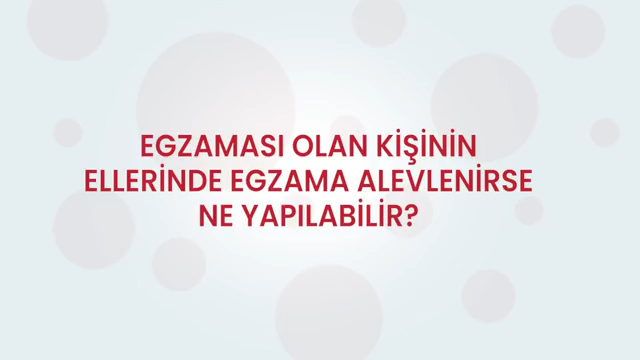 EGZAMASI OLAN KİŞİNİN
ELLERİNDE EGZAMA ALEVLENİRSE
NE YAPILABİLİR?